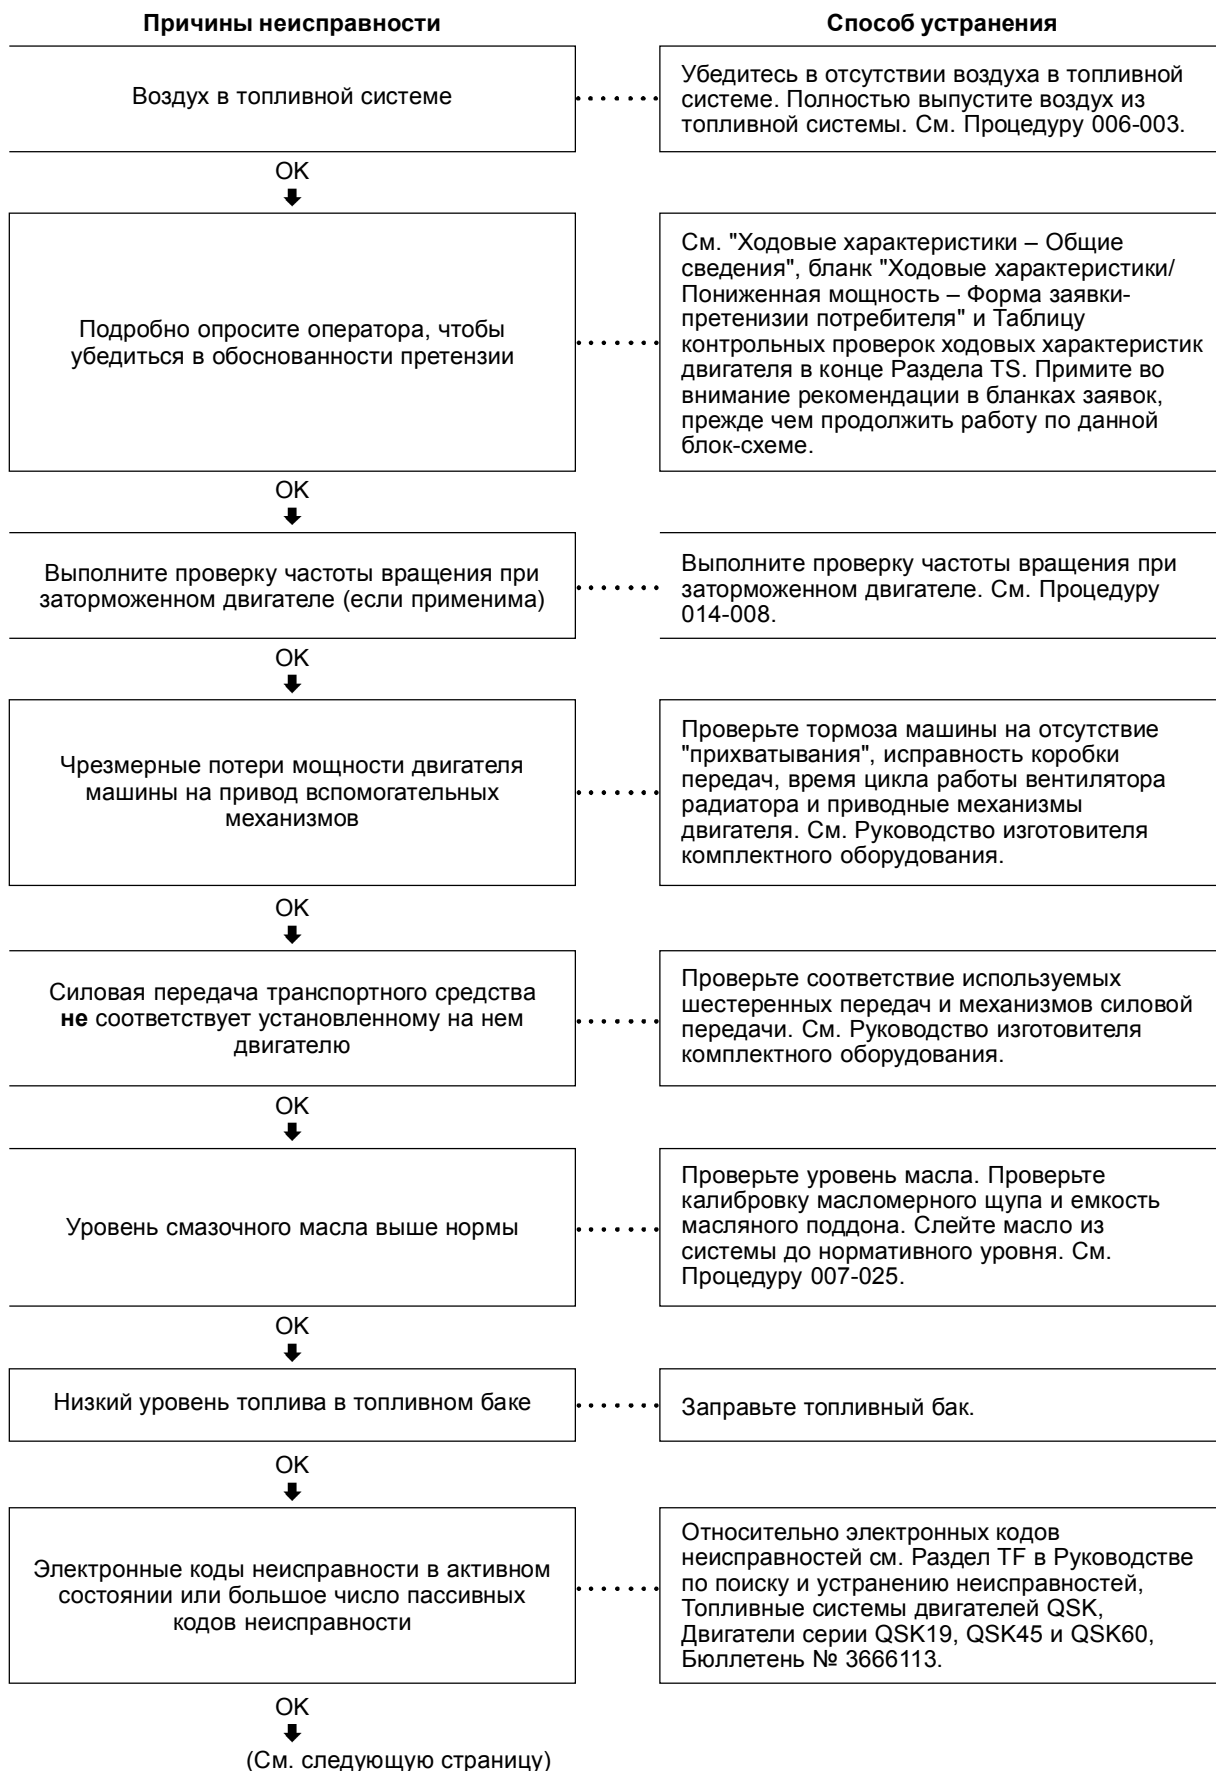 Причины неисправности
Способ устранения
Воздух в топливной системе
Убедитесь в отсутствии воздуха в топливной
системе. Полностью выпустите воздух из
топливной системы. См. Процедуру 006-003.
OK
Подробно опросите оператора, чтобы
убедиться в обоснованности претензии
См. "Ходовые характеристики – Общие
сведения", бланк "Ходовые характеристики/
Пониженная мощность – Форма заявки-
претенизии потребителя" и Таблицу
контрольных проверок ходовых характеристик
двигателя в конце Раздела TS. Примите во
внимание рекомендации в бланках заявок,
прежде чем продолжить работу по данной
блок-схеме.
OK
Выполните проверку частоты вращения при
заторможенном двигателе (если применима)
Выполните проверку частоты вращения при
заторможенном двигателе. См. Процедуру
014-008.
OK
Чрезмерные потери мощности двигателя
машины на привод вспомогательных
механизмов
Проверьте тормоза машины на отсутствие
"прихватывания", исправность коробки
передач, время цикла работы вентилятора
радиатора и приводные механизмы
двигателя. См. Руководство изготовителя
комплектного оборудования.
OK
Силовая передача транспортного средства
не соответствует установленному на нем
двигателю
Проверьте соответствие используемых
шестеренных передач и механизмов силовой
передачи. См. Руководство изготовителя
комплектного оборудования.
OK
Уровень смазочного масла выше нормы
Проверьте уровень масла. Проверьте
калибровку масломерного щупа и емкость
масляного поддона. Слейте масло из
системы до нормативного уровня. См.
Процедуру 007-025.
OK
Низкий уровень топлива в топливном баке
Заправьте топливный бак.
OK
Электронные коды неисправности в активном
состоянии или большое число пассивных
кодов неисправности
Относительно электронных кодов
неисправностей см. Раздел TF в Руководстве
по поиску и устранению неисправностей,
Топливные системы двигателей QSK,
Двигатели серии QSK19, QSK45 и QSK60,
Бюллетень № 3666113.
OK
(См. следующую страницу)